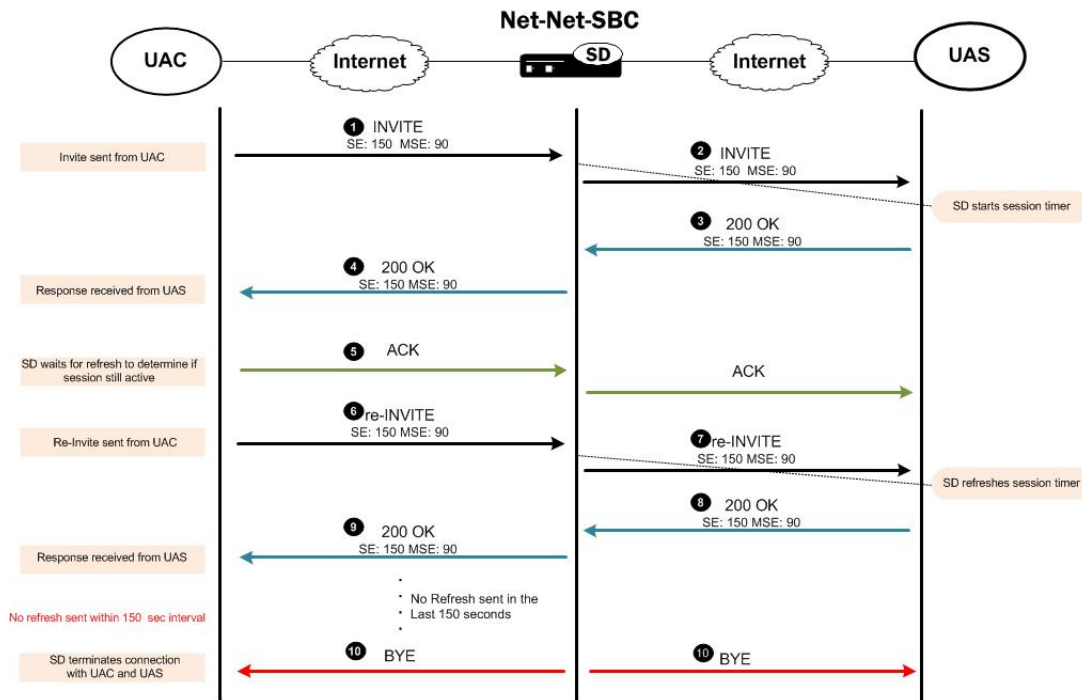 Net-Net-SBC
UAC
Internet
SD
Internet
UAS
1 INVITE
SE: 150 MSE: 90
Invite sent from UAC
2 INVITE
SE: 150 MSE: 90
SD starts session timer
3 200 OK
SE: 150 MSE: 90
4 200 OK
SE: 150 MSE: 90
Response received from UAS
5 ACK
SD waits for refresh to determine if
session still active
ACK
6 re-INVITE
SE: 150 MSE: 90
Re-Invite sent from UAC
7 re-INVITE
SE: 150 MSE: 90
SD refreshes session timer
8 200 OK
SE: 150 MSE: 90
9 200 OK
SE: 150 MSE: 90
Response received from UAS
No Refresh sent in the
Last 150 seconds
No refresh sent within 150 sec interval
10 BYE
10 BYE
SD terminates connection
with UAC and UAS